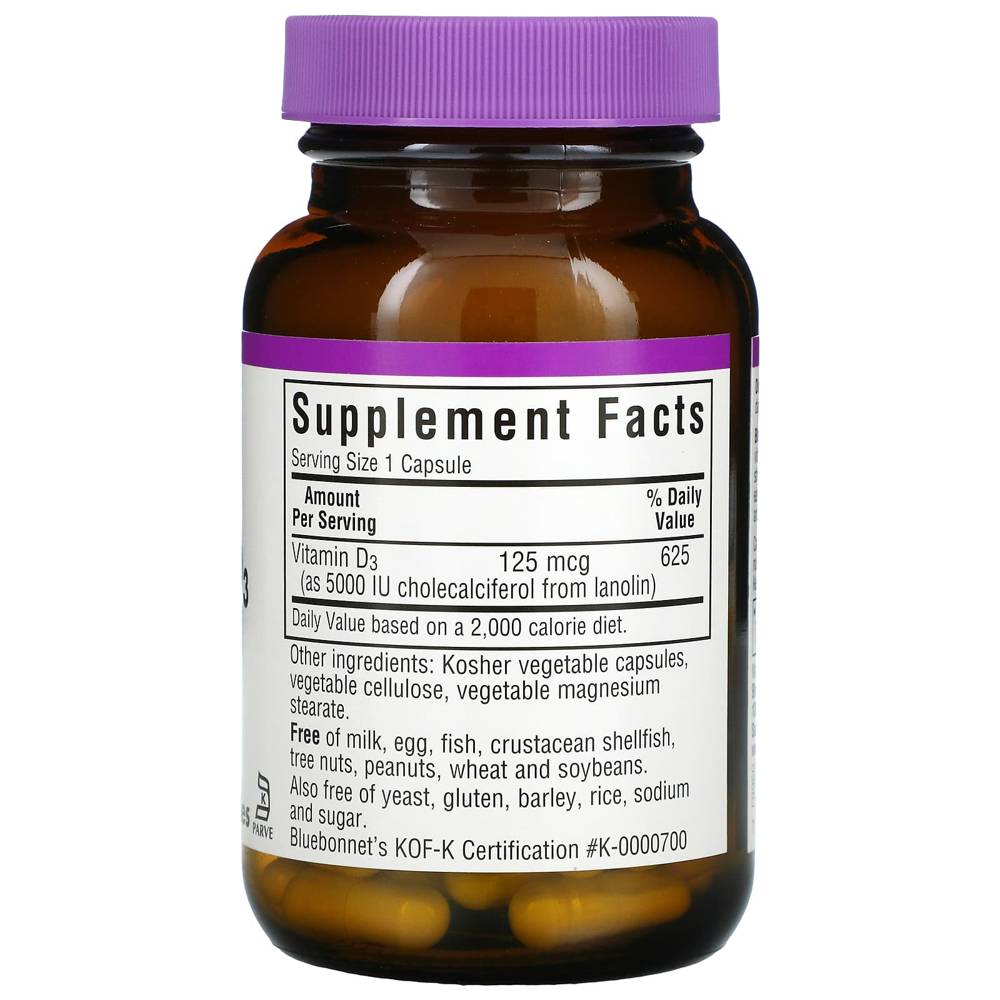 Supplement Facts
Serving Size 1 Capsule
Amount
Per Serving
% Daily
Value
Vitamin D3 125 mcg 625
(as 5000 IU cholecalciferol from lanolin)
Daily Value based on a 2,000 calorie diet.
Other ingredients: Kosher vegetable capsules,
vegetable cellulose, vegetable magnesium
stearate.
Free of milk, egg, fish, crustacean shellfish,
tree nuts, peanuts, wheat and soybeans.
Also free of yeast, gluten, barley, rice, sodium
and sugar.
Bluebonnet's KOF-K Certification #K-0000700
3
es
K
PARVE